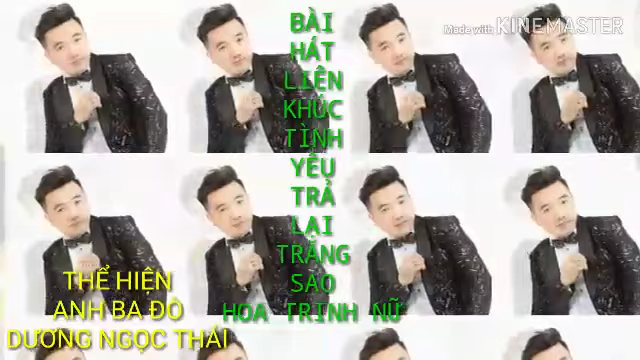 Made with KINEMASTER
BÀI
HÁT
LIÊN
KHÚC
TÌNH
YÊU
TRẢ
LẠI
TRĂNG
SAO
HOA TRINH NỮ
THỂ HIỆN
ANH BA ĐÒ
DƯƠNG NGỌC THÁI